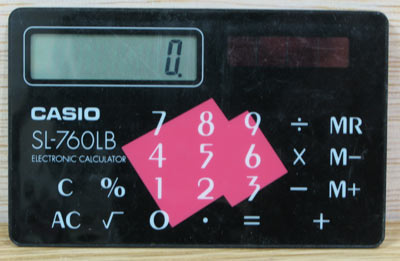 0.
CASIO
SL-760LB
ELECTRONIC CALCULATOR
7 8 9 ÷ MR
4 5 6 × M−
C % 1 2 3 − M+
AC √ 0 · = +